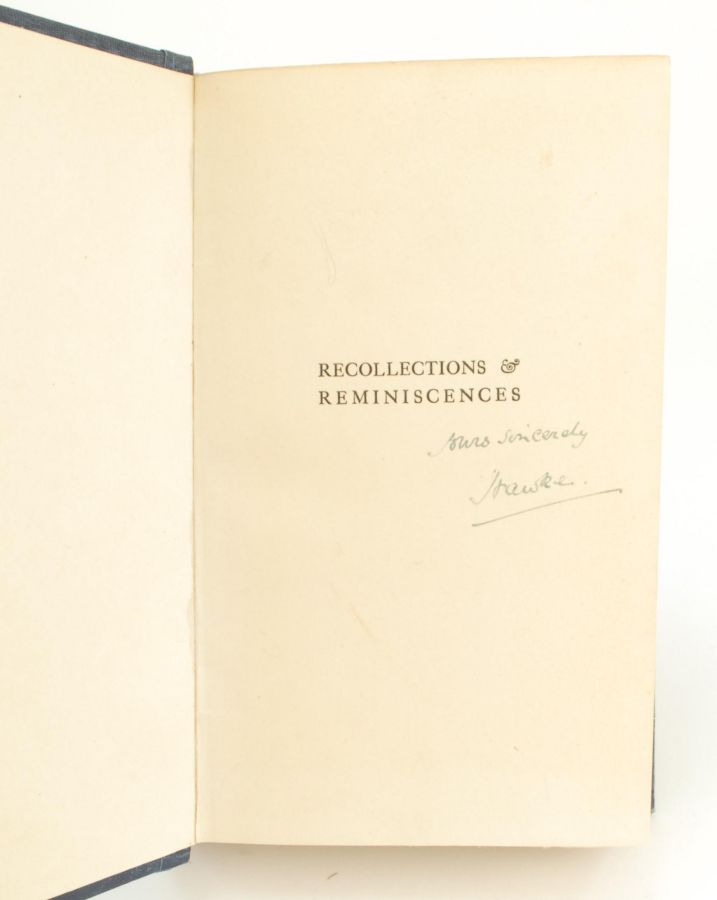 RECOLLECTIONS &
REMINISCENCES
Yours sincerely
Hawke.